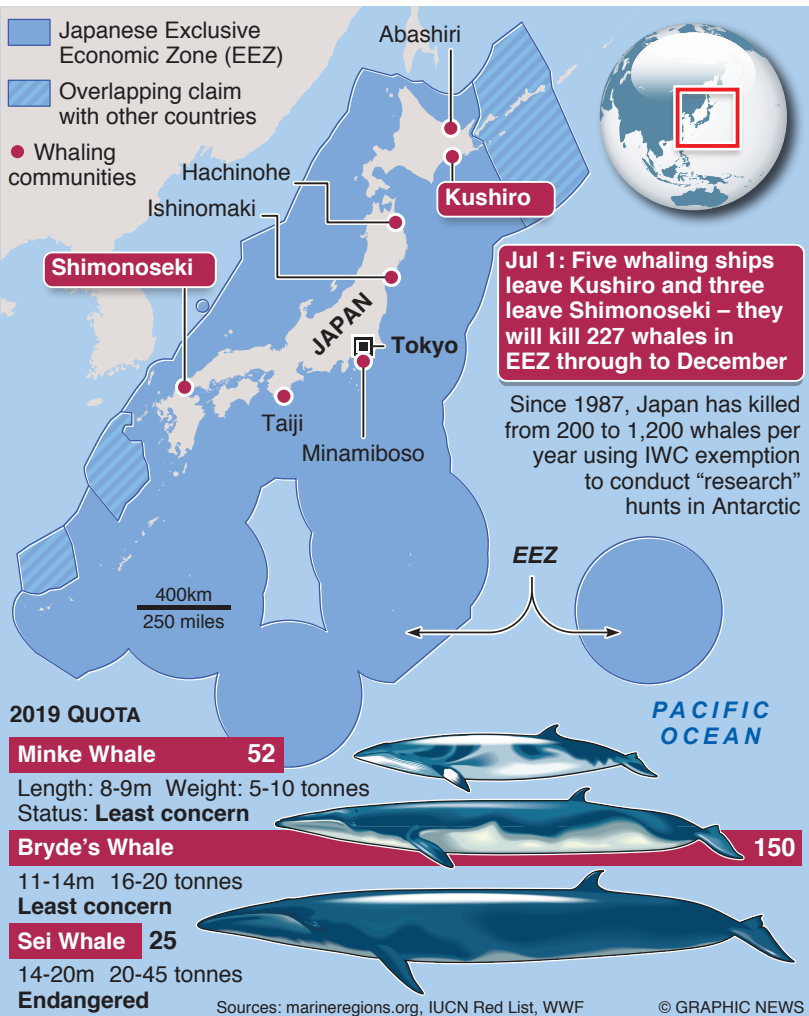 Japanese Exclusive
Economic Zone (EEZ)
Overlapping claim
with other countries
Whaling
communities
Abashiri
Hachinohe
Ishinomaki
Kushiro
Shimonoseki
JAPAN
Tokyo
Taiji
Minamiboso
Jul 1: Five whaling ships
leave Kushiro and three
leave Shimonoseki – they
will kill 227 whales in
EEZ through to December
Since 1987, Japan has killed
from 200 to 1,200 whales per
year using IWC exemption
to conduct “research”
hunts in Antarctic
EEZ
400km
250 miles
PACIFIC
OCEAN
2019 QUOTA
Minke Whale 52
Length: 8-9m Weight: 5-10 tonnes
Status: Least concern
Bryde’s Whale 150
11-14m 16-20 tonnes
Least concern
Sei Whale 25
14-20m 20-45 tonnes
Endangered
Sources: marineregions.org, IUCN Red List, WWF
© GRAPHIC NEWS